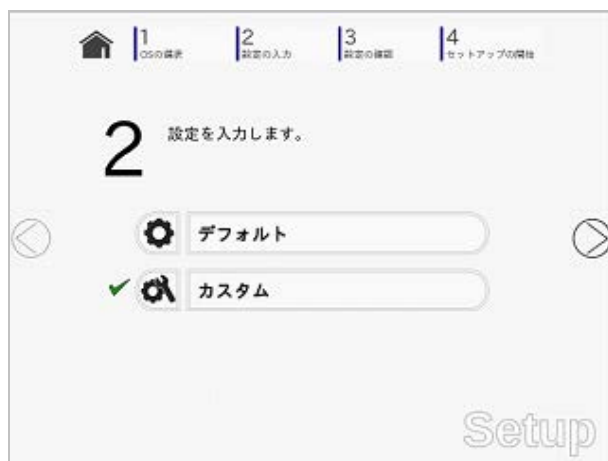 1
OSの選択
2
設定の入力
3
設定の確認
4
セットアップの開始
2
設定を入力します。
デフォルト
カスタム
Setup